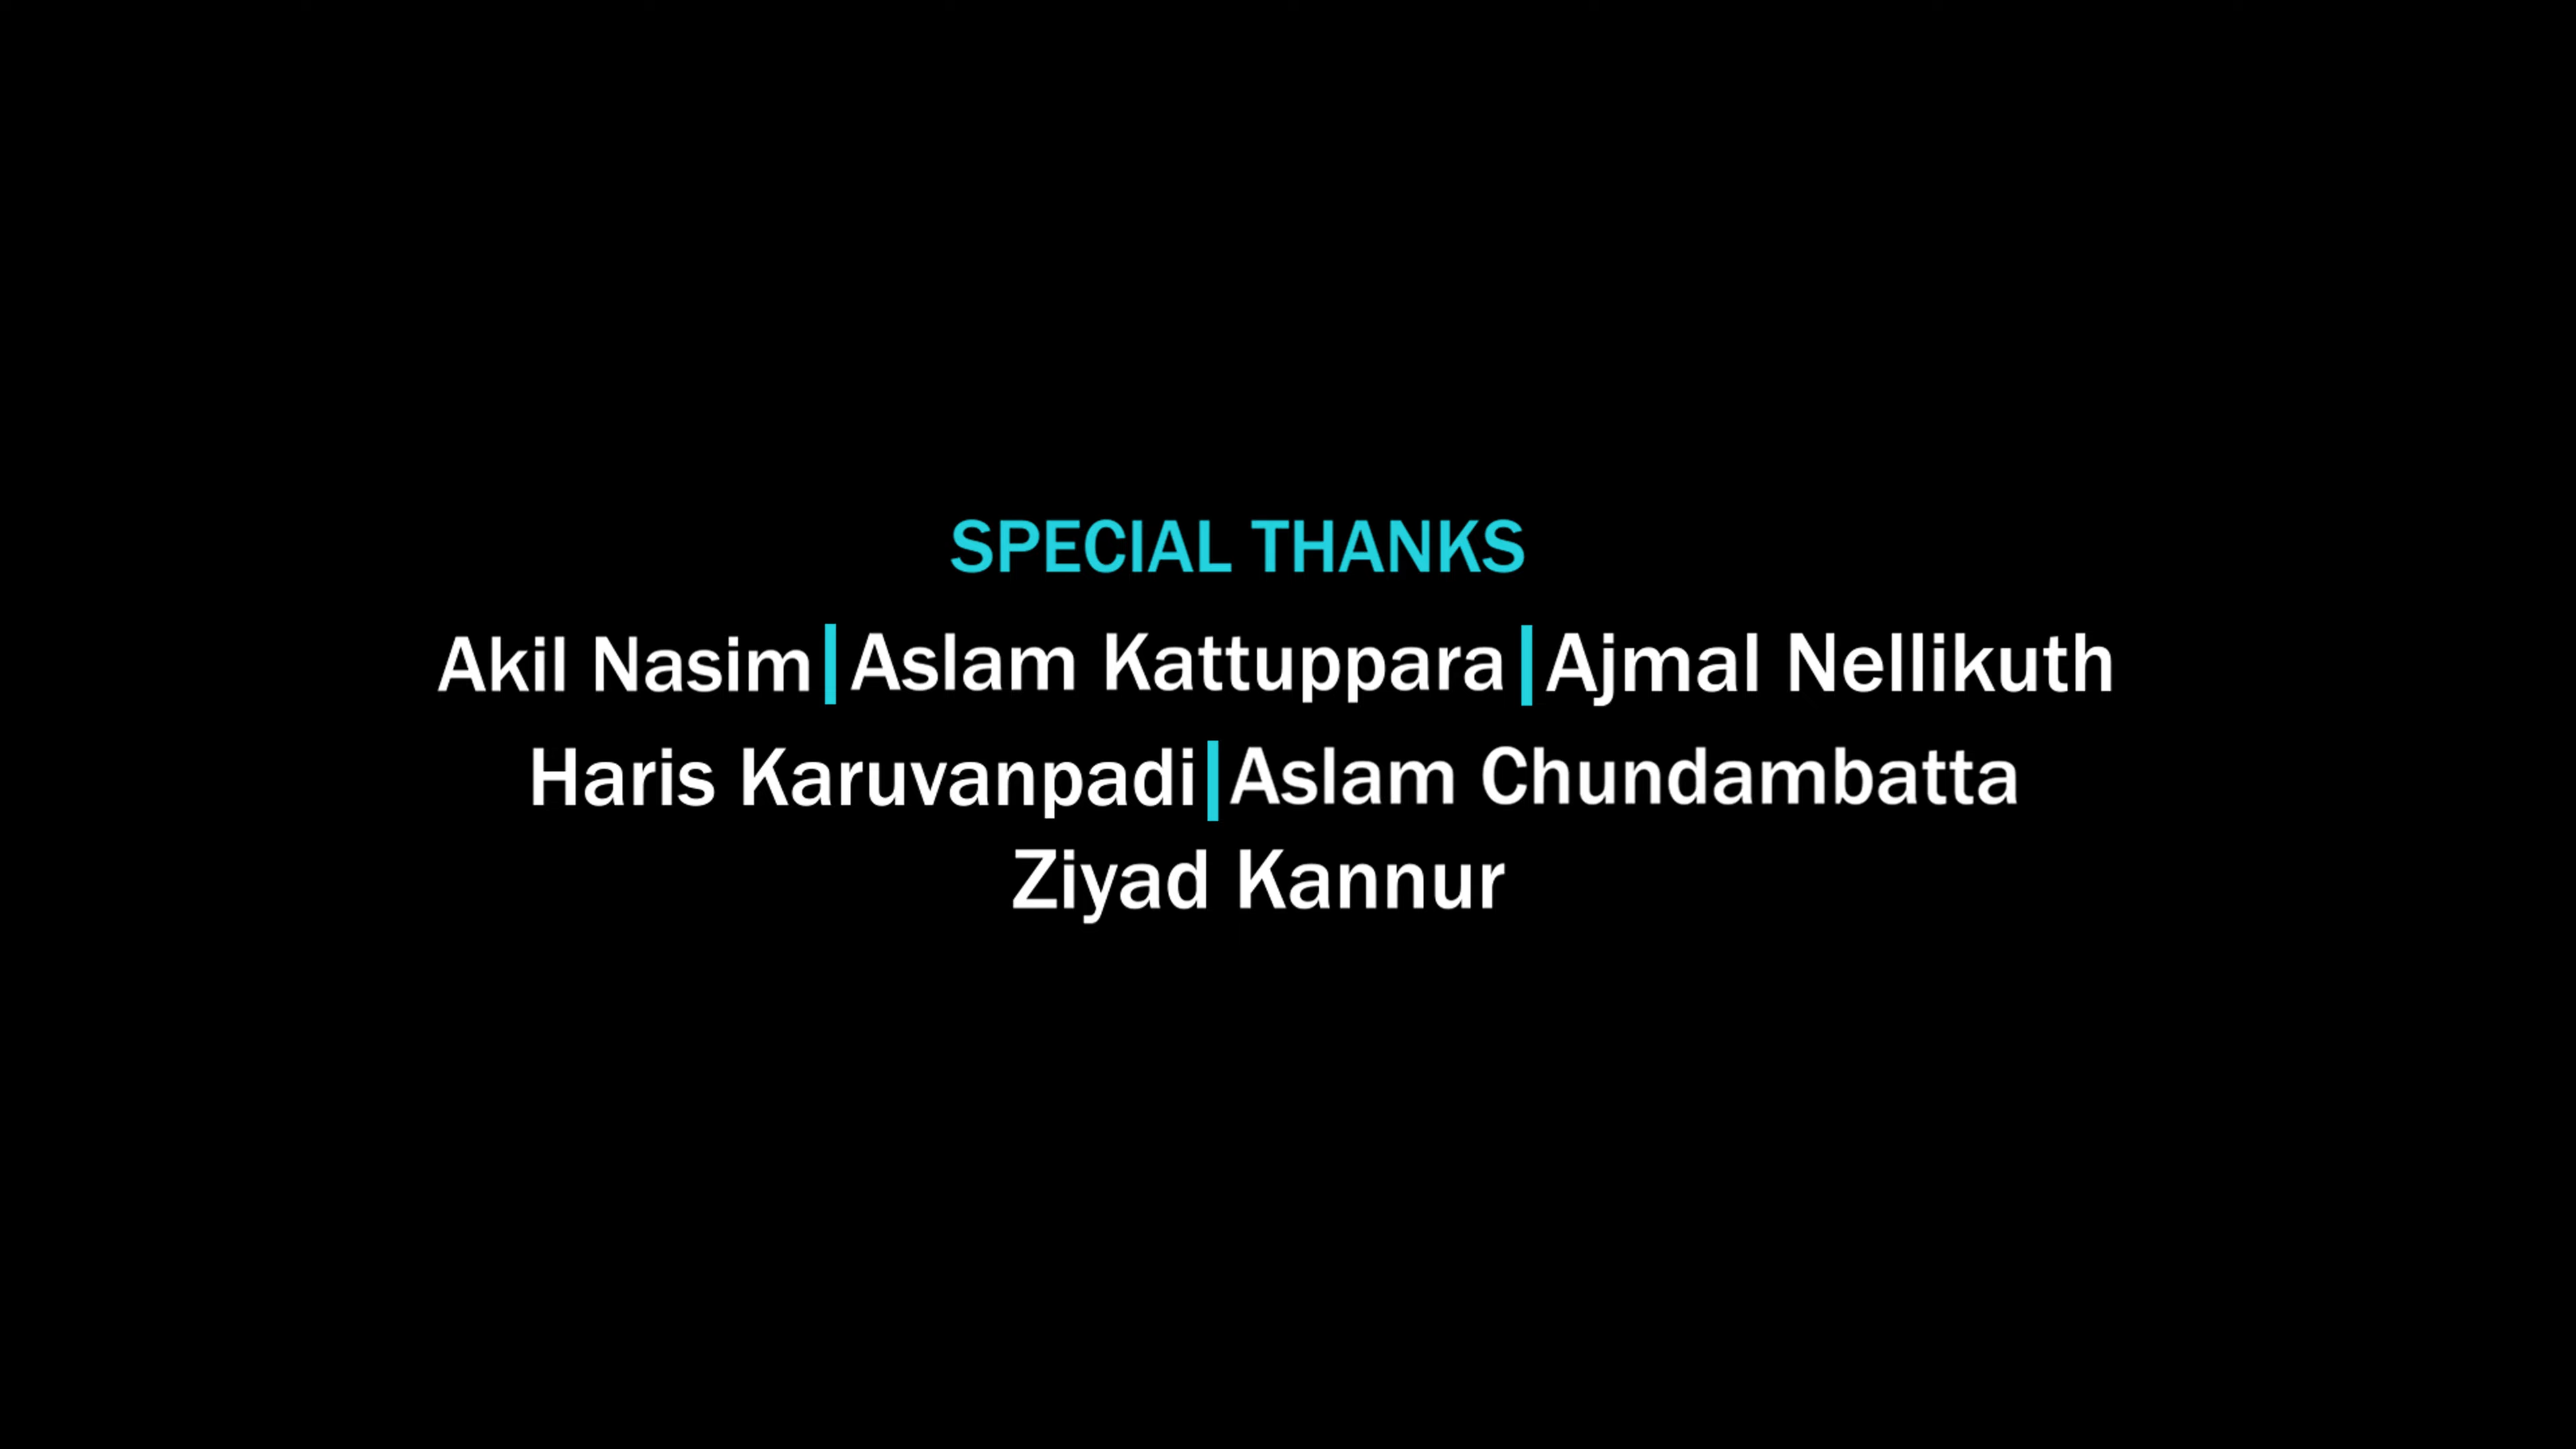 SPECIAL THANKS
Akil Nasim|Aslam Kattuppara|Ajmal Nellikuth
Haris Karuvanpadi|Aslam Chundambatta
Ziyad Kannur